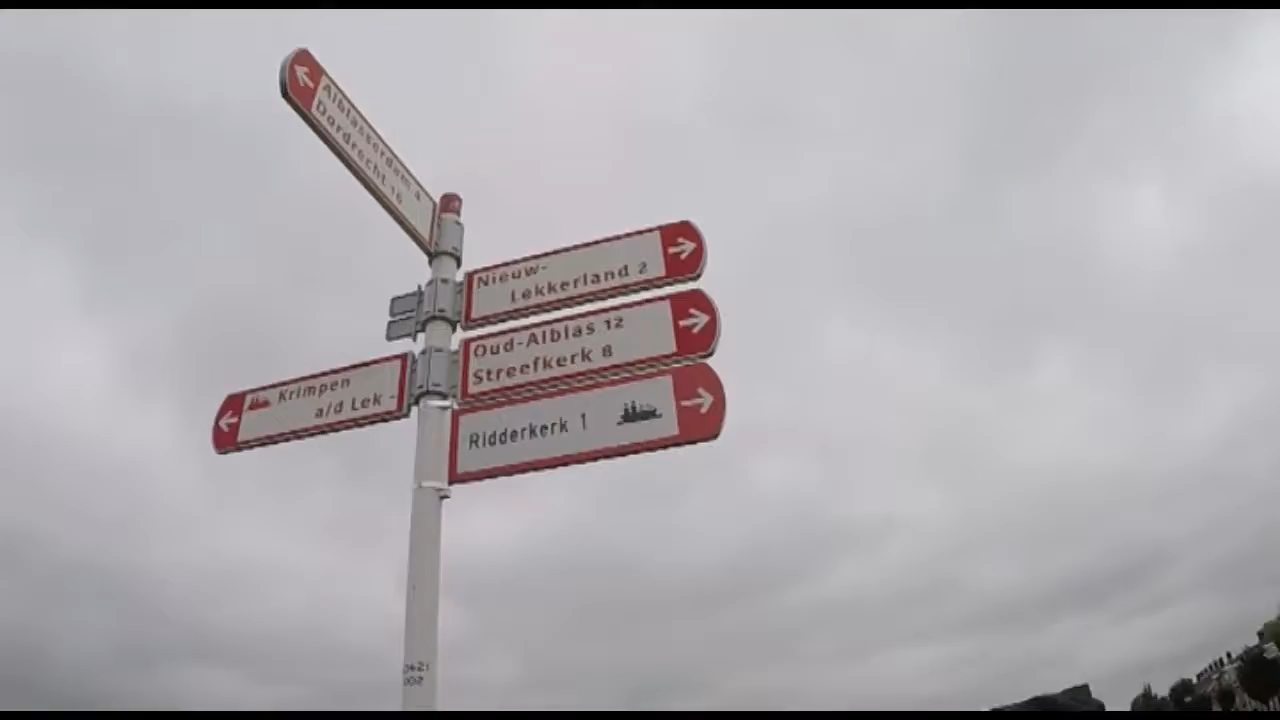 Alblasserdam 4
Dordrecht 16
Nieuw-
Lekkerland 2
Oud-Alblas 12
Streefkerk 8
Krimpen
a/d Lek -
Ridderkerk 1